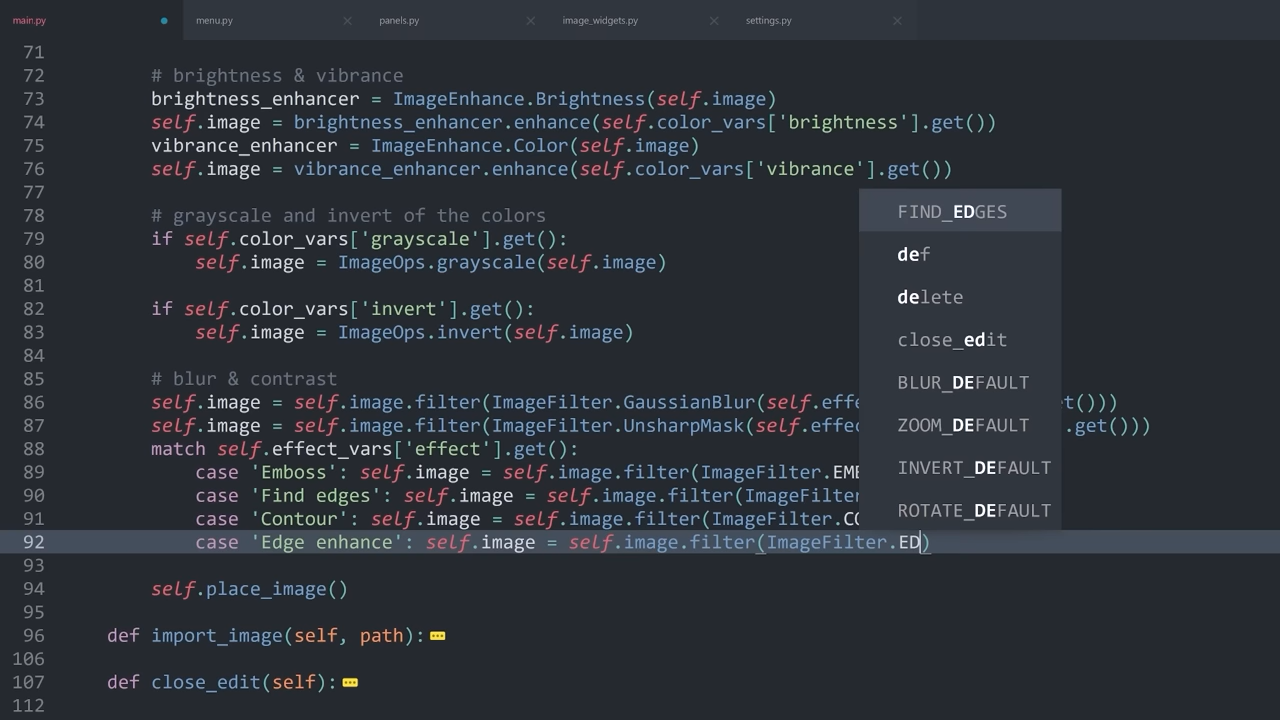 main.py menu.py panels.py image_widgets.py settings.py
71
72 # brightness & vibrance
73 brightness_enhancer = ImageEnhance.Brightness(self.image)
74 self.image = brightness_enhancer.enhance(self.color_vars['brightness'].get())
75 vibrance_enhancer = ImageEnhance.Color(self.image)
76 self.image = vibrance_enhancer.enhance(self.color_vars['vibrance'].get())
77
78 # grayscale and invert of the colors
79 if self.color_vars['grayscale'].get():
80 self.image = ImageOps.grayscale(self.image)
81
82 if self.color_vars['invert'].get():
83 self.image = ImageOps.invert(self.image)
84
85 # blur & contrast
86 self.image = self.image.filter(ImageFilter.GaussianBlur(self.effe t()))
87 self.image = self.image.filter(ImageFilter.UnsharpMask(self.effec .get()))
88 match self.effect_vars['effect'].get():
89 case 'Emboss': self.image = self.image.filter(ImageFilter.EME
90 case 'Find edges': self.image = self.image.filter(ImageFilter
91 case 'Contour': self.image = self.image.filter(ImageFilter.CO
92 case 'Edge enhance': self.image = self.image.filter(ImageFilter.ED)
93
94 self.place_image()
95
96 def import_image(self, path):
106
107 def close_edit(self):
112
FIND_EDGES
def
delete
close_edit
BLUR_DEFAULT
ZOOM_DEFAULT
INVERT_DEFAULT
ROTATE_DEFAULT